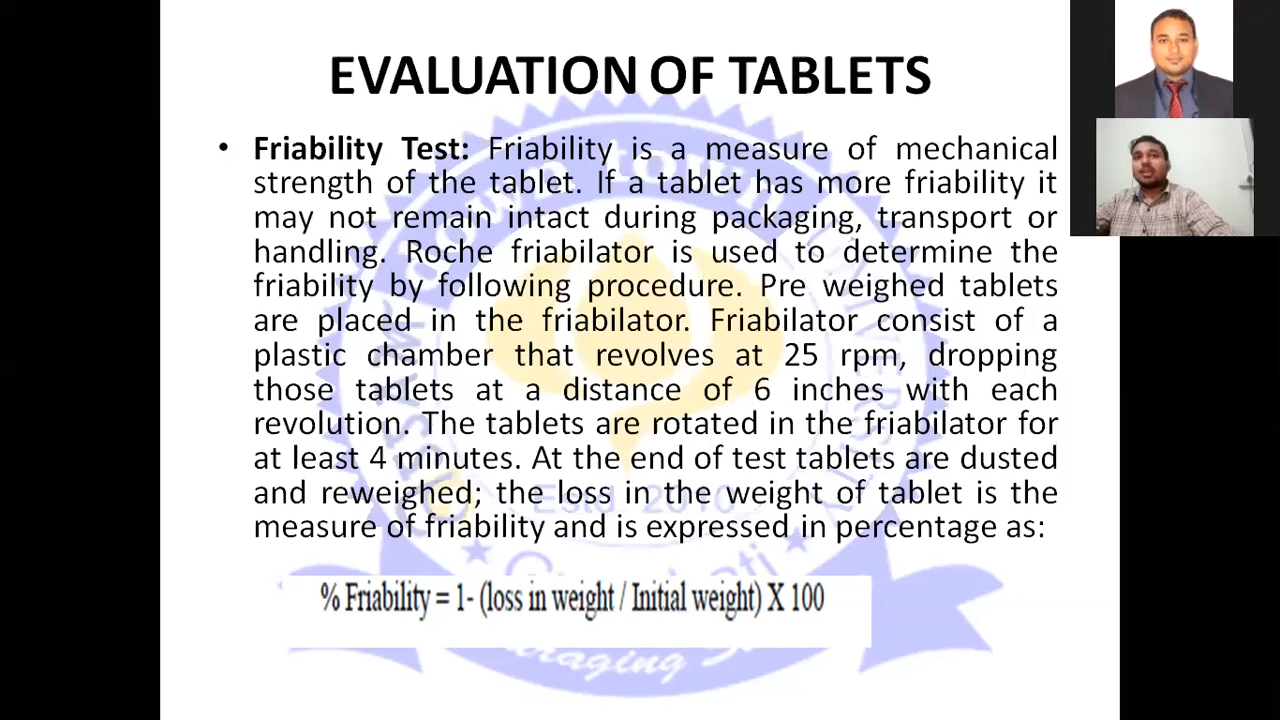 EVALUATION OF TABLETS
• Friability Test: Friability is a measure of mechanical
strength of the tablet. If a tablet has more friability it
may not remain intact during packaging, transport or
handling. Roche friabilator is used to determine the
friability by following procedure. Pre weighed tablets
are placed in the friabilator. Friabilator consist of a
plastic chamber that revolves at 25 rpm, dropping
those tablets at a distance of 6 inches with each
revolution. The tablets are rotated in the friabilator for
at least 4 minutes. At the end of test tablets are dusted
and reweighed; the loss in the weight of tablet is the
measure of friability and is expressed in percentage as:
% Friability = 1- (loss in weight / Initial weight) X 100